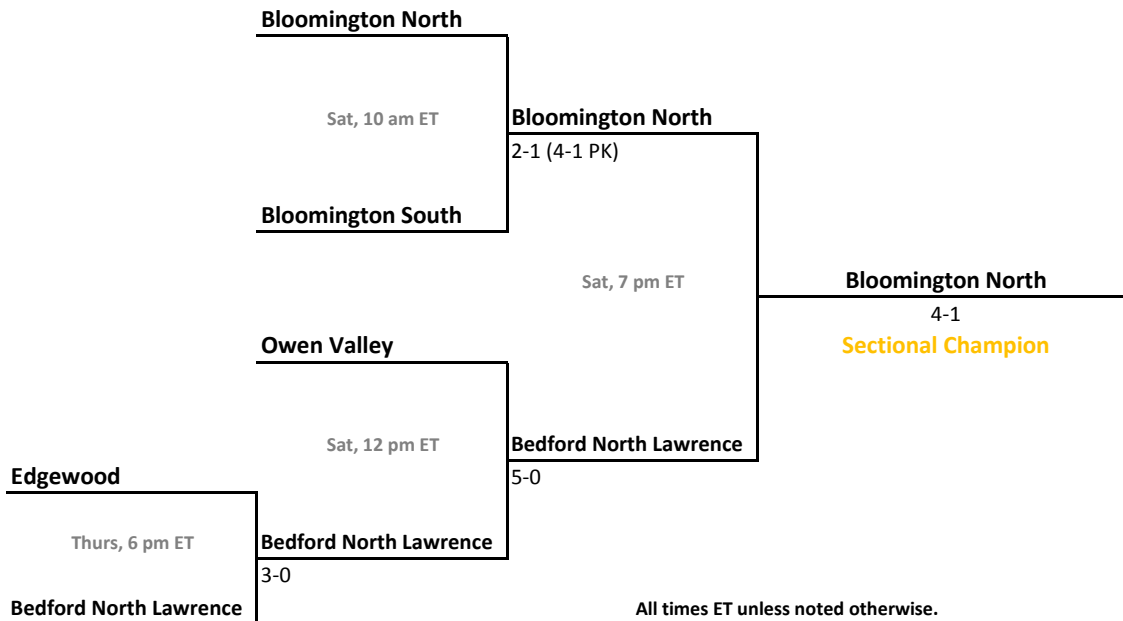 Bloomington North
Sat, 10 am ET
Bloomington North
2-1 (4-1 PK)
Bloomington South
Sat, 7 pm ET
Bloomington North
4-1
Sectional Champion
Owen Valley
Sat, 12 pm ET
Bedford North Lawrence
5-0
Edgewood
Thurs, 6 pm ET
Bedford North Lawrence
3-0
Bedford North Lawrence
All times ET unless noted otherwise.